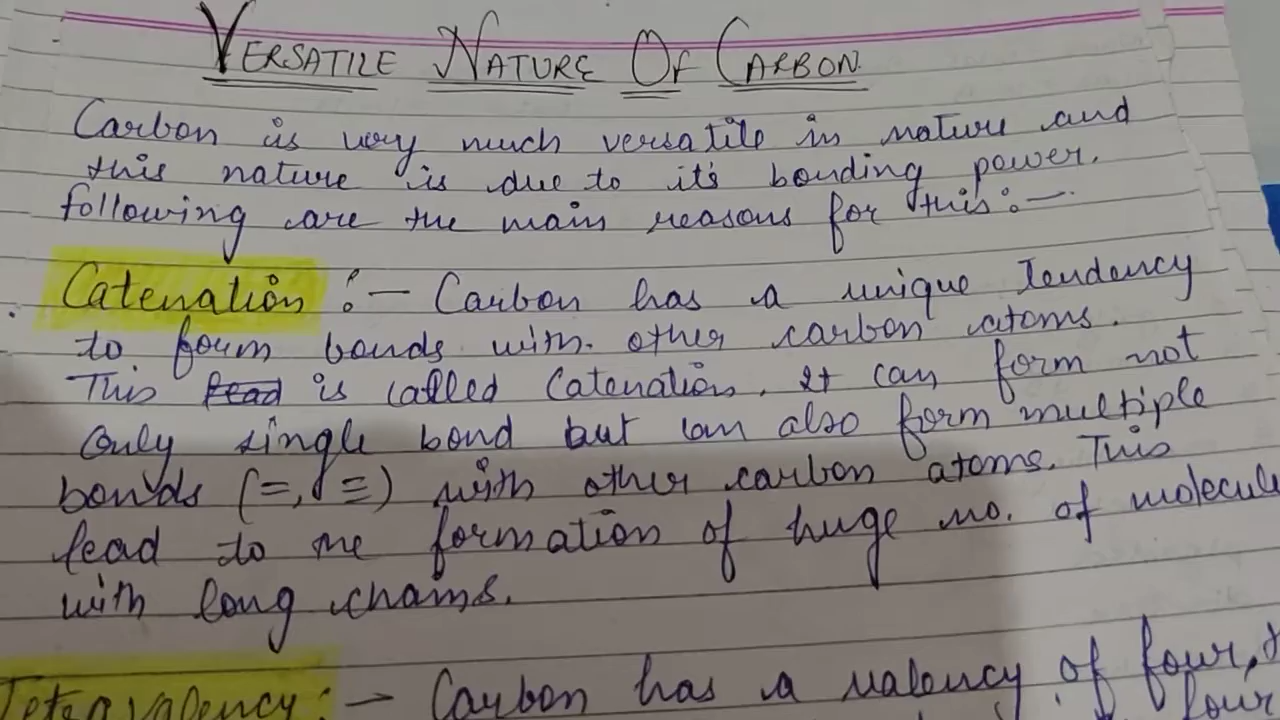 VERSATILE NATURE OF CARBON
Carbon is very much versatile in nature and
this nature is due to it's bonding power.
following are the main reasons for this:-
Catenation :- Carbon has a unique Tendency
to form bonds with other carbon atoms.
This lead is called Catenation. It can form not
Only single bond but can also form multiple
bonds (=, ≡) with other carbon atoms. This
lead to the formation of huge no. of molecule
with long chains.
Tetravalency :- Carbon has a valency of four,
four